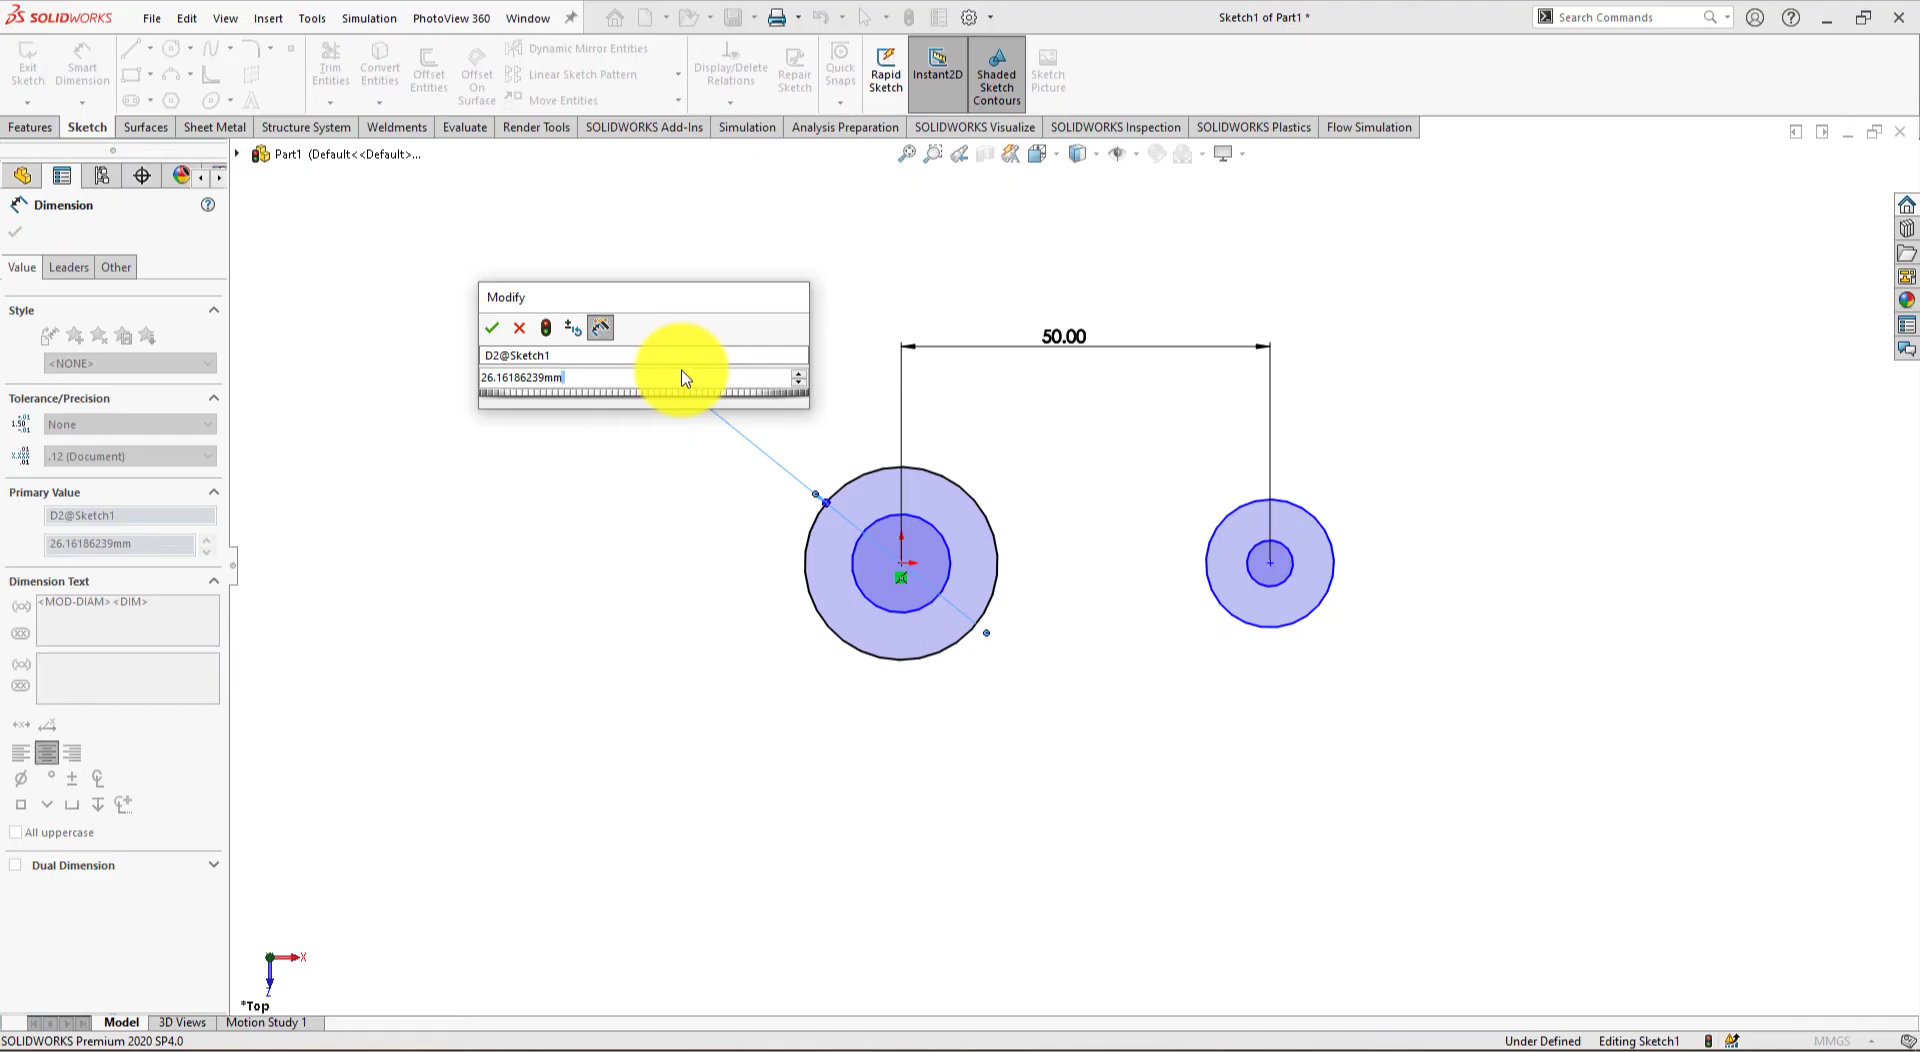 SOLIDWORKS File Edit View Insert Tools Simulation PhotoView 360 Window Sketch1 of Part1 * Search Commands
Exit Sketch
Smart Dimension
Trim Entities
Convert Entities
Offset Entities
Offset On Surface
Dynamic Mirror Entities
Linear Sketch Pattern
Move Entities
Display/Delete Relations
Repair Sketch
Quick Snaps
Rapid Sketch
Instant2D
Shaded Sketch Contours
Sketch Picture
Features Sketch Surfaces Sheet Metal Structure System Weldments Evaluate Render Tools SOLIDWORKS Add-Ins Simulation Analysis Preparation SOLIDWORKS Visualize SOLIDWORKS Inspection SOLIDWORKS Plastics Flow Simulation
Part1 (Default<<Default>...
Dimension
Value Leaders Other
Style
<NONE>
Tolerance/Precision
None
.12 (Document)
Primary Value
D2@Sketch1
26.16186239mm
Dimension Text
<MOD-DIAM><DIM>
All uppercase
Dual Dimension
Modify
D2@Sketch1
26.16186239mm
50.00
X
Z
*Top
Model 3D Views Motion Study 1
SOLIDWORKS Premium 2020 SP4.0 Under Defined Editing Sketch1 MMGS